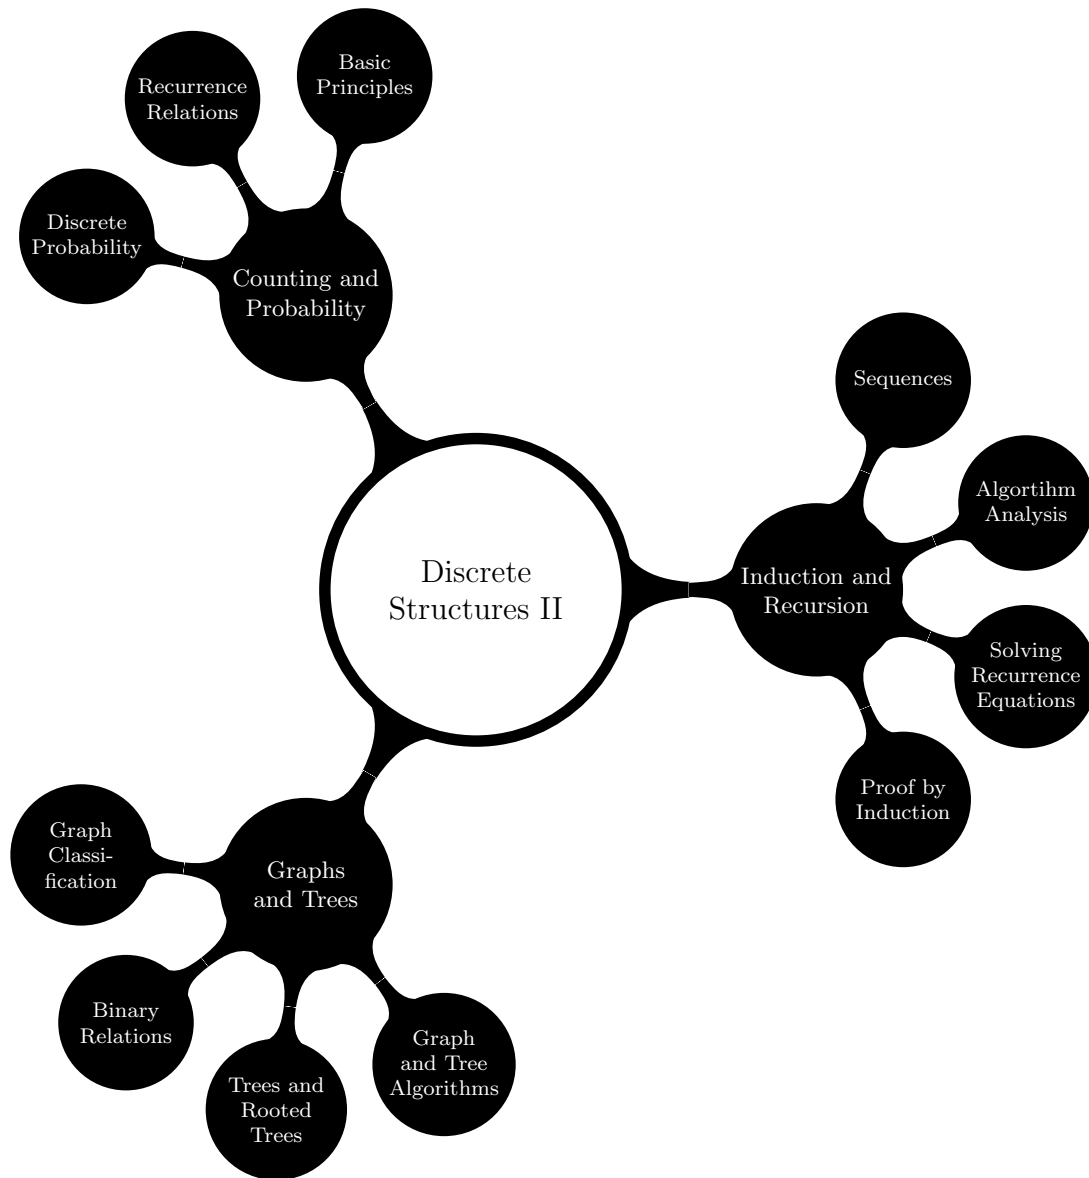 Basic
Principles
Recurrence
Relations
Discrete
Probability
Counting and
Probability
Sequences
Algortihm
Analysis
Discrete
Structures II
Induction and
Recursion
Solving
Recurrence
Equations
Proof by
Induction
Graph
Classi-
fication
Graphs
and Trees
Binary
Relations
Graph
and Tree
Algorithms
Trees and
Rooted
Trees